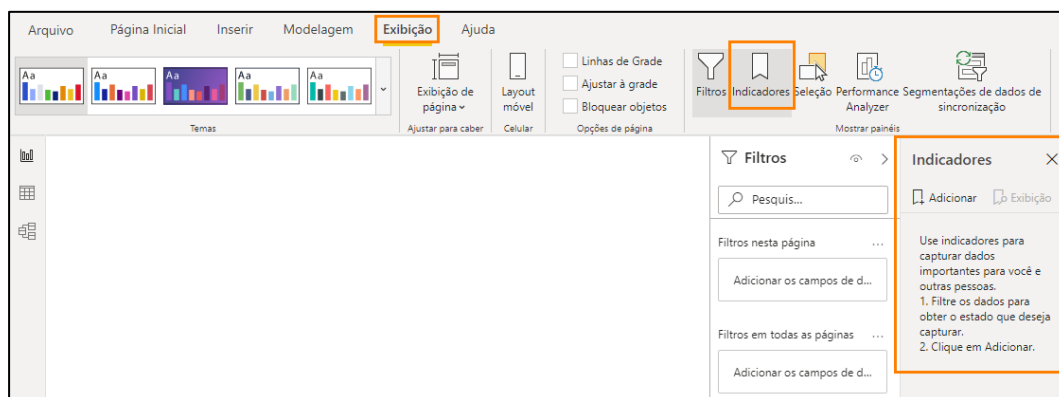 Arquivo Página Inicial Inserir Modelagem Exibição Ajuda
Aa Aa Aa Aa Aa
Temas
Exibição de
página
Ajustar para caber
Layout
móvel
Celular
Linhas de Grade
Ajustar à grade
Bloquear objetos
Opções de página
Filtros Indicadores Seleção Performance Segmentações de dados de
Analyzer sincronização
Mostrar painéis
Filtros
Pesquis...
Filtros nesta página ...
Adicionar os campos de d...
Filtros em todas as páginas ...
Adicionar os campos de d...
Indicadores
Adicionar Exibição
Use indicadores para
capturar dados
importantes para você e
outras pessoas.
1. Filtre os dados para
obter o estado que deseja
capturar.
2. Clique em Adicionar.